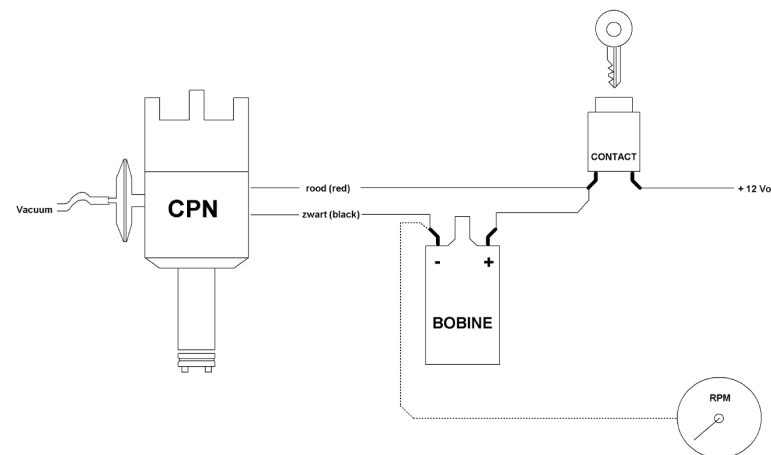 CONTACT
rood (red)
+ 12 Vo
CPN
Vacuum
zwart (black)
- +
BOBINE
RPM